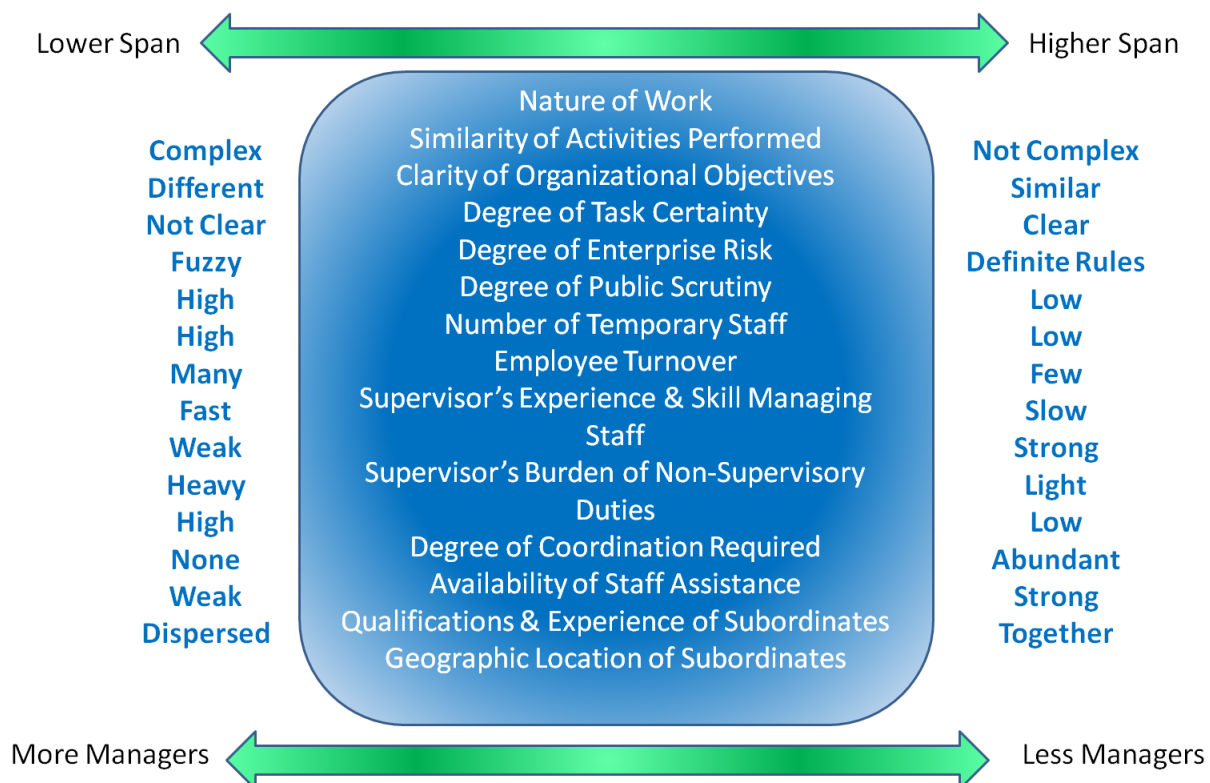 Lower Span
Higher Span
Nature of Work
Similarity of Activities Performed
Clarity of Organizational Objectives
Degree of Task Certainty
Degree of Enterprise Risk
Degree of Public Scrutiny
Number of Temporary Staff
Employee Turnover
Supervisor’s Experience & Skill Managing
Staff
Supervisor’s Burden of Non-Supervisory
Duties
Degree of Coordination Required
Availability of Staff Assistance
Qualifications & Experience of Subordinates
Geographic Location of Subordinates
Complex
Different
Not Clear
Fuzzy
High
High
Many
Fast
Weak
Heavy
High
None
Weak
Dispersed
Not Complex
Similar
Clear
Definite Rules
Low
Low
Few
Slow
Strong
Light
Low
Abundant
Strong
Together
More Managers
Less Managers